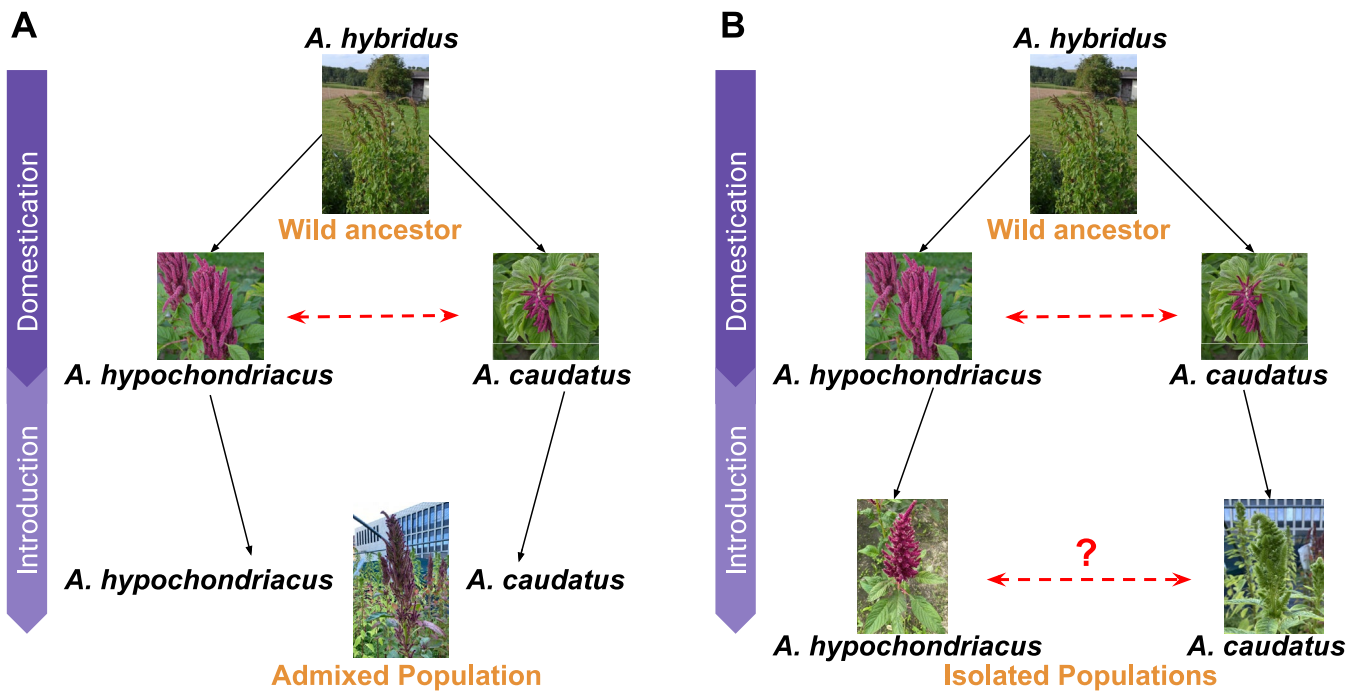 A
A. hybridus
Wild ancestor
Domestication
A. hypochondriacus
A. caudatus
Introduction
A. hypochondriacus
A. caudatus
Admixed Population
B
A. hybridus
Wild ancestor
Domestication
A. hypochondriacus
A. caudatus
Introduction
?
A. hypochondriacus
A. caudatus
Isolated Populations